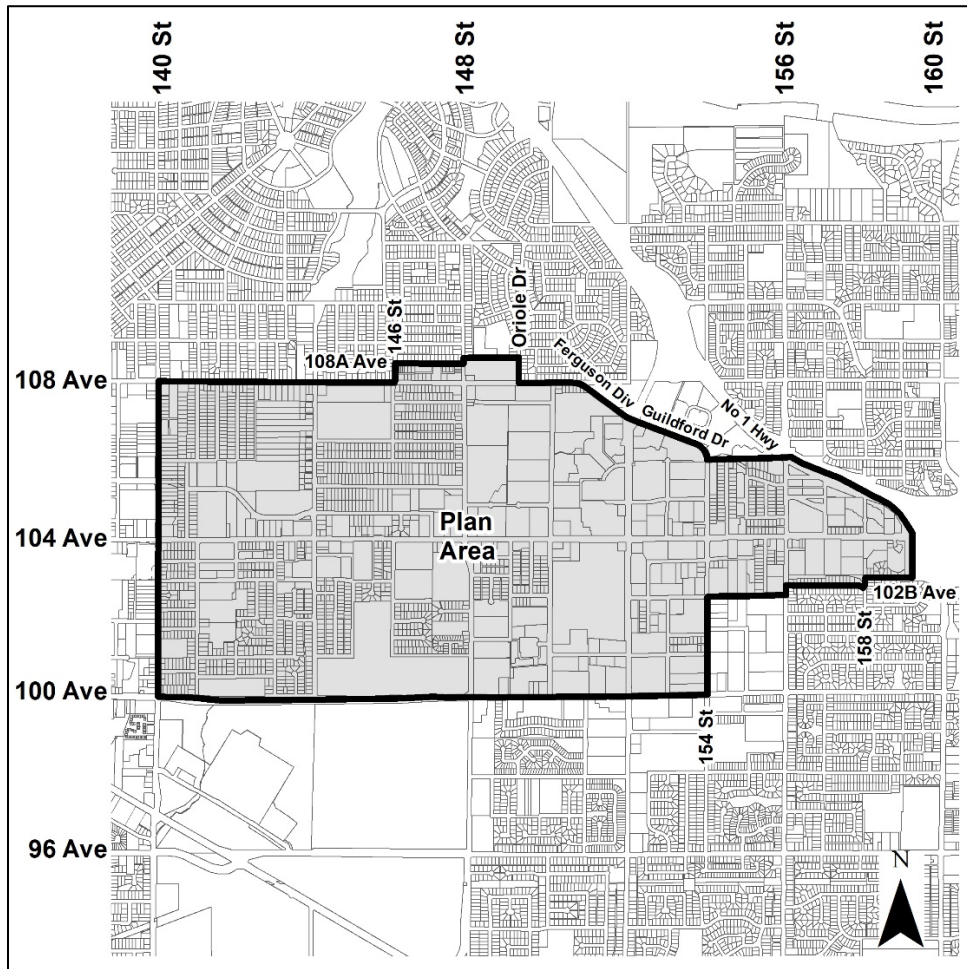 140 St
148 St
156 St
160 St
146 St
Oriole Dr
108A Ave
108 Ave
Ferguson Div
Guildford Dr
No 1 Hwy
Plan
Area
104 Ave
102B Ave
158 St
100 Ave
154 St
96 Ave
N